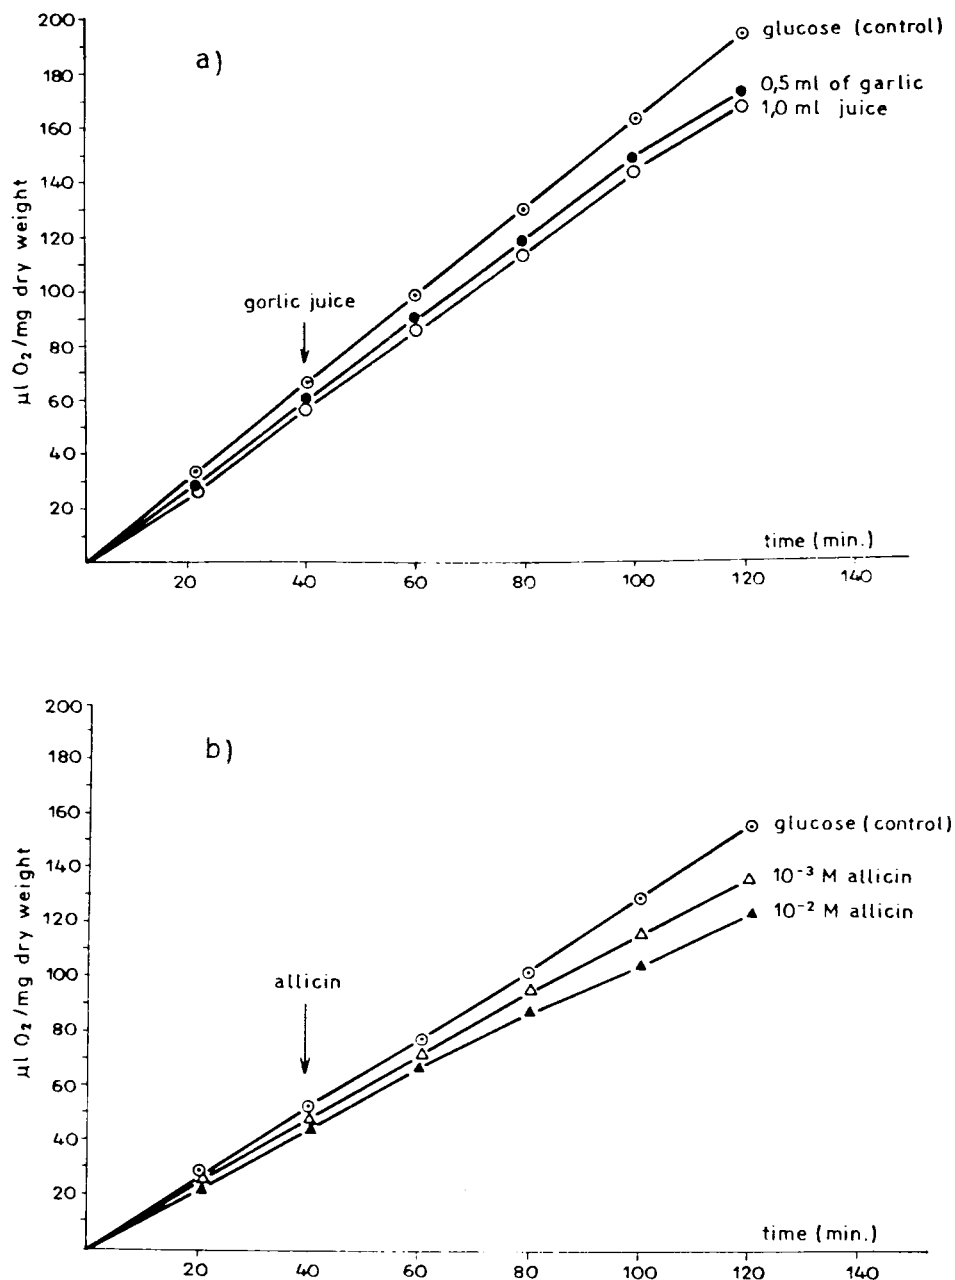 200
a)
glucose (control)
180
0,5 ml of garlic
1,0 ml juice
160
140
120
100
gorlic juice
80
60
40
20
µl O₂/mg dry weight
time (min.)
20 40 60 80 100 120 140
200
b)
180
160
glucose (control)
140
10⁻³ M allicin
10⁻² M allicin
120
100
allicin
80
60
40
20
µl O₂/mg dry weight
time (min.)
20 40 60 80 100 120 140